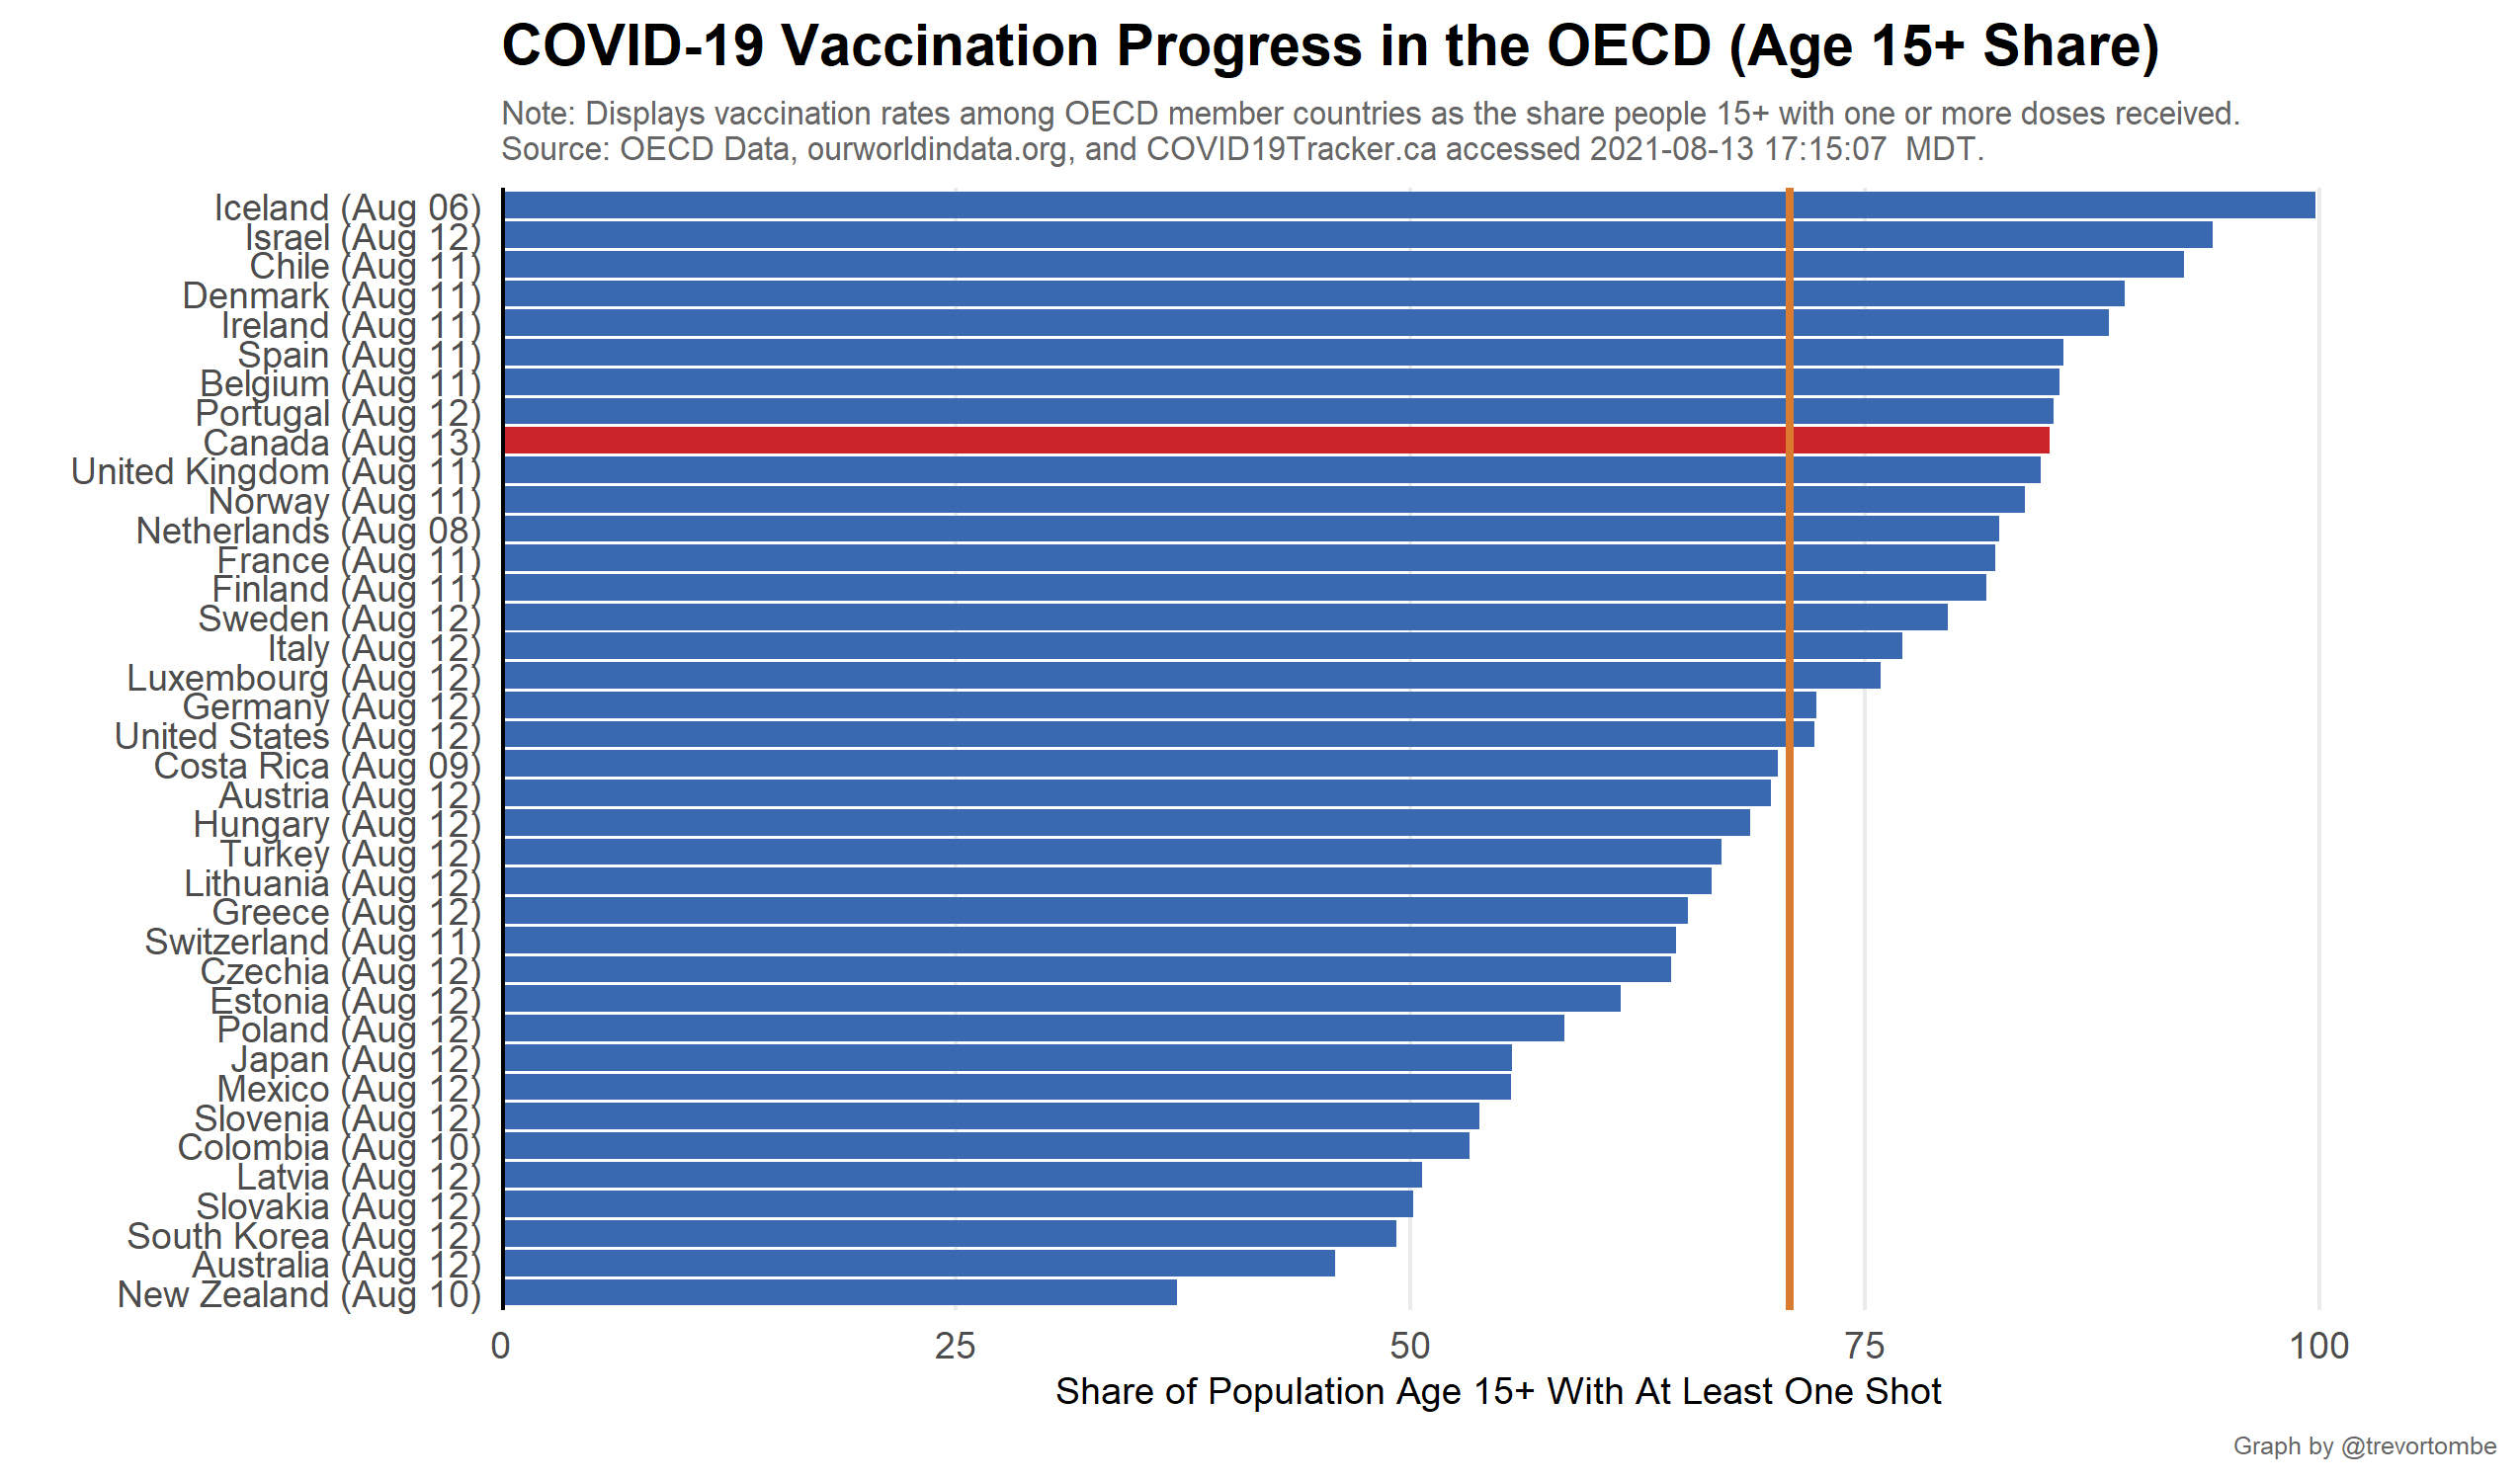 COVID-19 Vaccination Progress in the OECD (Age 15+ Share)
Note: Displays vaccination rates among OECD member countries as the share people 15+ with one or more doses received.
Source: OECD Data, ourworldindata.org, and COVID19Tracker.ca accessed 2021-08-13 17:15:07  MDT.
Iceland (Aug 06)
Israel (Aug 12)
Chile (Aug 11)
Denmark (Aug 11)
Ireland (Aug 11)
Spain (Aug 11)
Belgium (Aug 11)
Portugal (Aug 12)
Canada (Aug 13)
United Kingdom (Aug 11)
Norway (Aug 11)
Netherlands (Aug 08)
France (Aug 11)
Finland (Aug 11)
Sweden (Aug 12)
Italy (Aug 12)
Luxembourg (Aug 12)
Germany (Aug 12)
United States (Aug 12)
Costa Rica (Aug 09)
Austria (Aug 12)
Hungary (Aug 12)
Turkey (Aug 12)
Lithuania (Aug 12)
Greece (Aug 12)
Switzerland (Aug 11)
Czechia (Aug 12)
Estonia (Aug 12)
Poland (Aug 12)
Japan (Aug 12)
Mexico (Aug 12)
Slovenia (Aug 12)
Colombia (Aug 10)
Latvia (Aug 12)
Slovakia (Aug 12)
South Korea (Aug 12)
Australia (Aug 12)
New Zealand (Aug 10)
0 25 50 75 100
Share of Population Age 15+ With At Least One Shot
Graph by @trevortombe